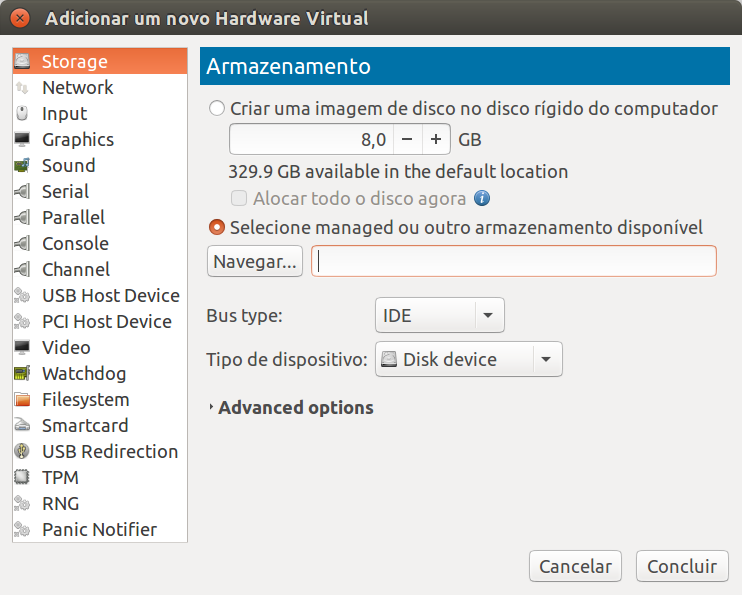 Adicionar um novo Hardware Virtual
Storage
Network
Input
Graphics
Sound
Serial
Parallel
Console
Channel
USB Host Device
PCI Host Device
Video
Watchdog
Filesystem
Smartcard
USB Redirection
TPM
RNG
Panic Notifier
Armazenamento
Criar uma imagem de disco no disco rígido do computador
8,0 − + GB
329.9 GB available in the default location
Alocar todo o disco agora
Selecione managed ou outro armazenamento disponível
Navegar...
Bus type: IDE
Tipo de dispositivo: Disk device
Advanced options
Cancelar Concluir